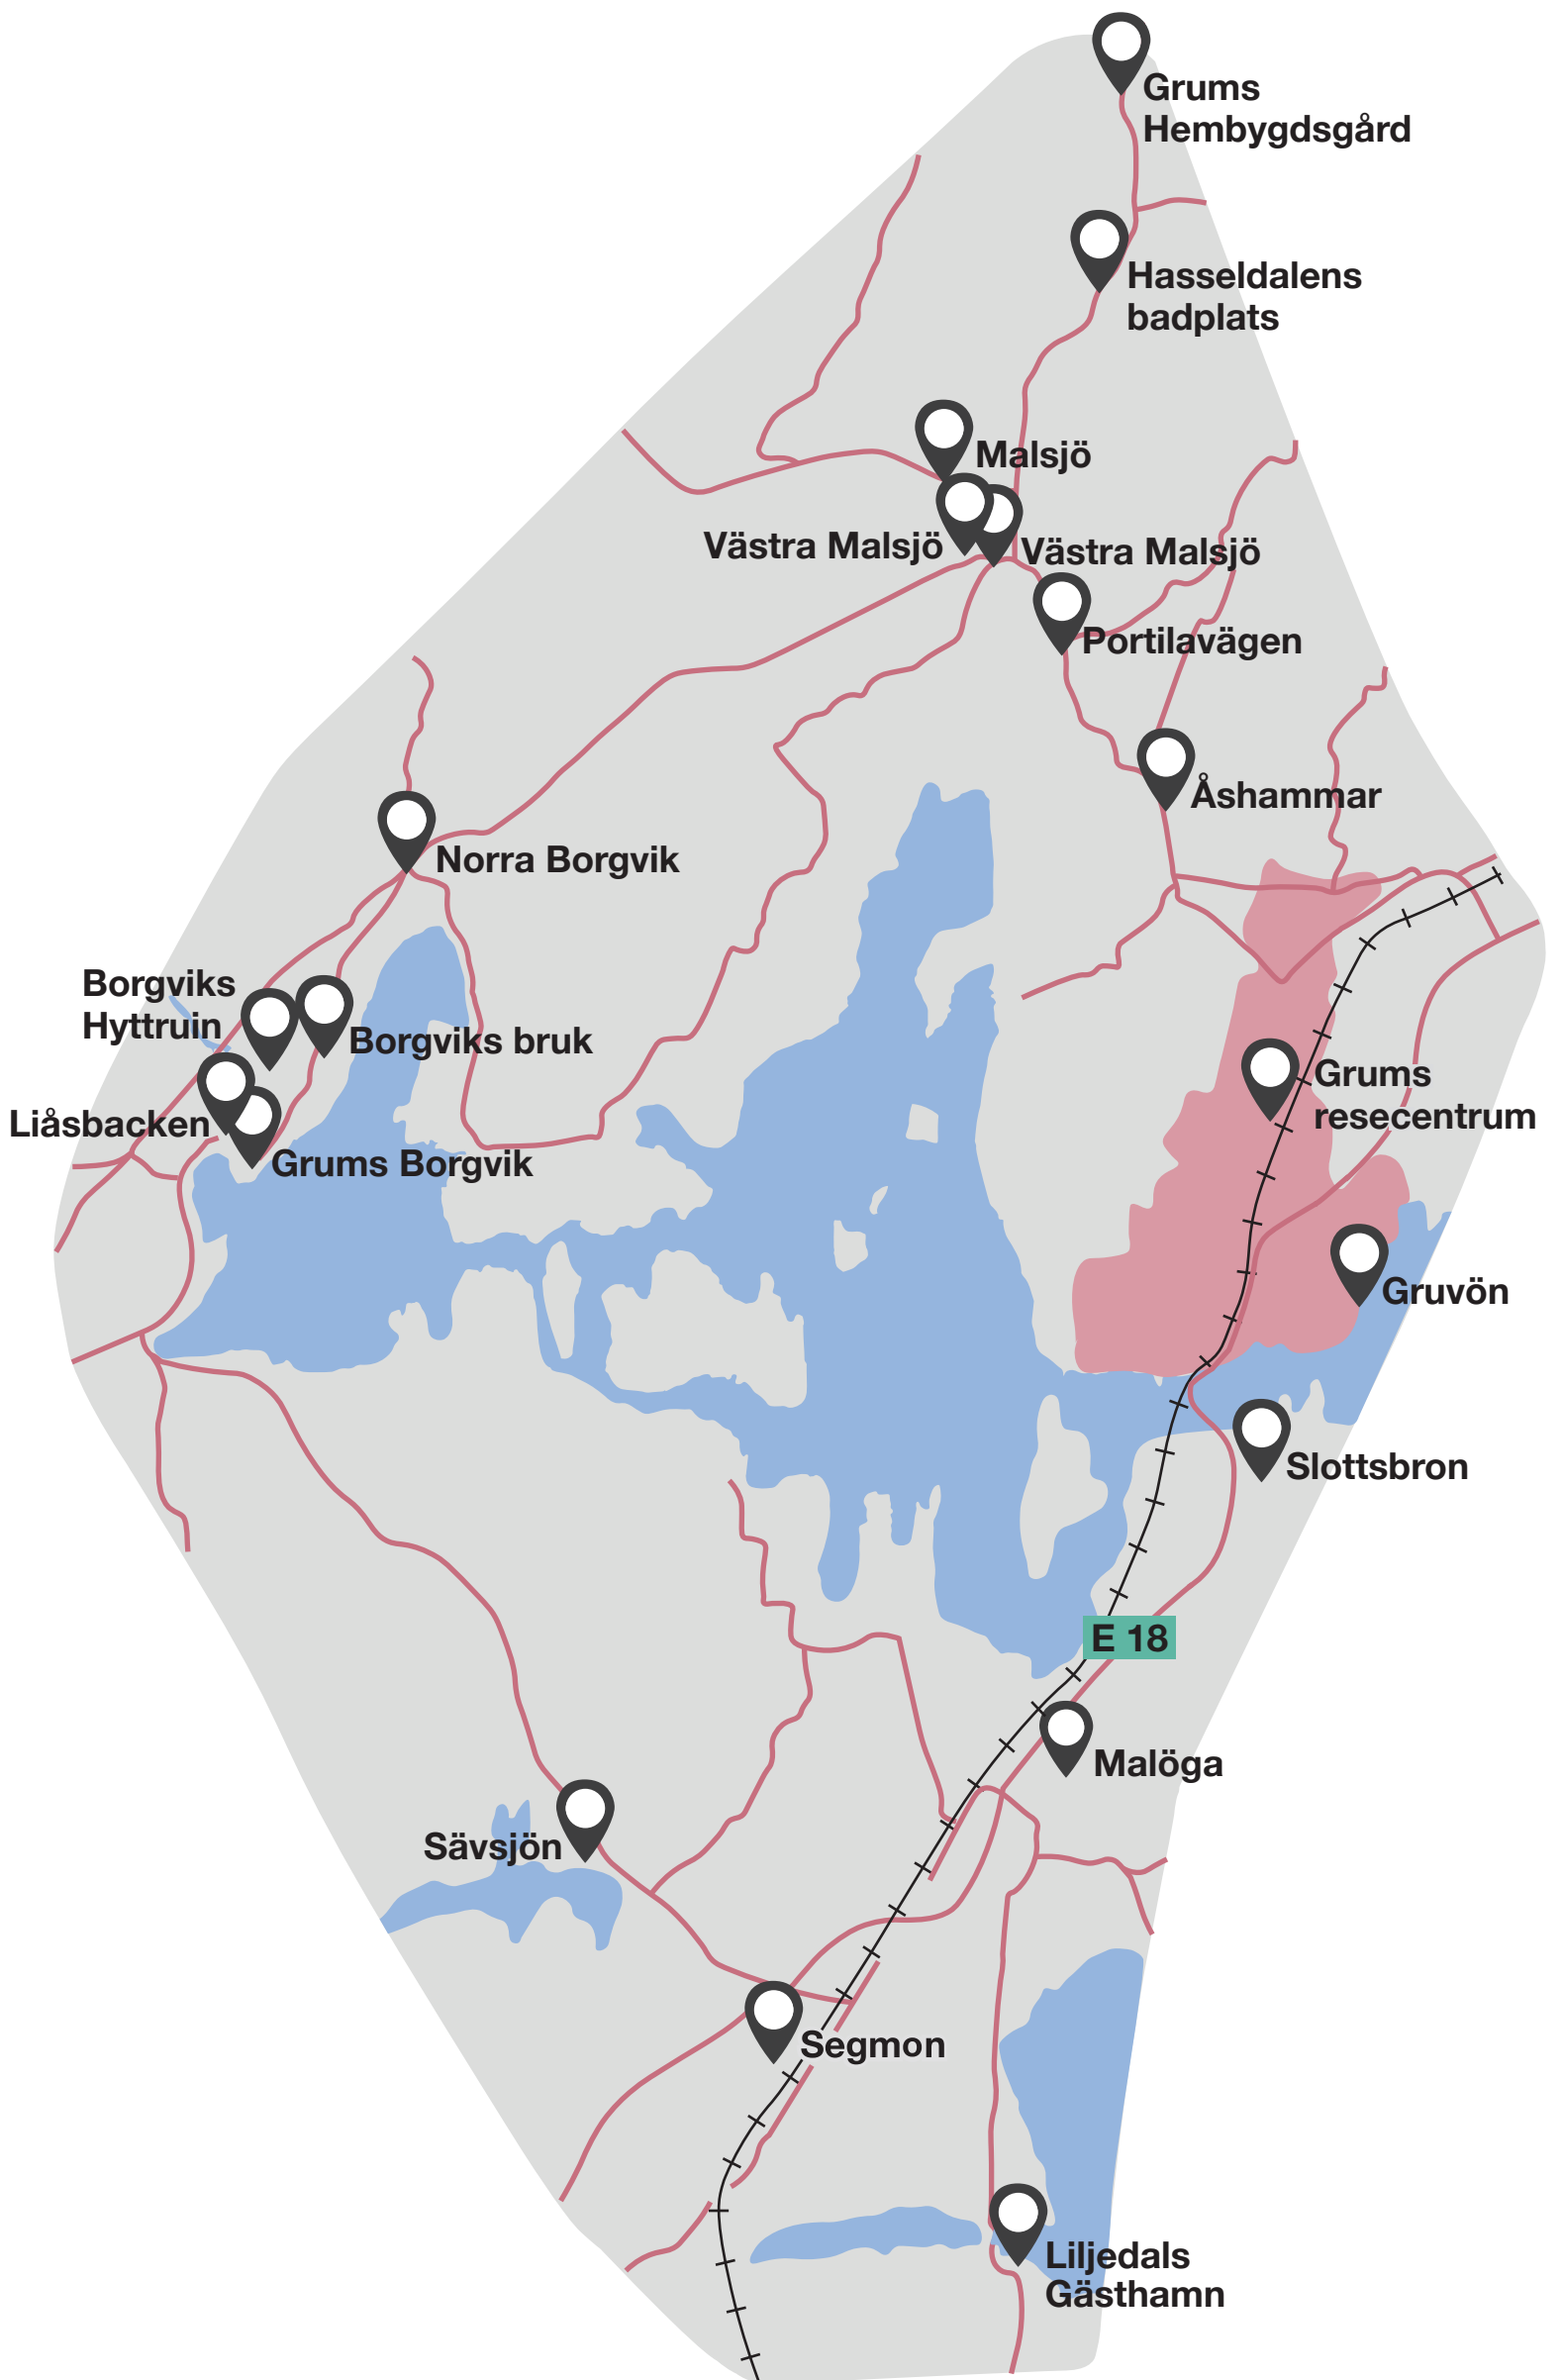 Grums
Hembygdsgård
Hasseldalens
badplats
Malsjö
Västra Malsjö
Västra Malsjö
Portilavägen
Åshammar
Norra Borgvik
Borgviks
Hyttruin
Borgviks bruk
Liåsbacken
Grums Borgvik
Grums
resecentrum
Gruvön
Slottsbron
E 18
Malöga
Sävsjön
Segmon
Liljedals
Gästhamn